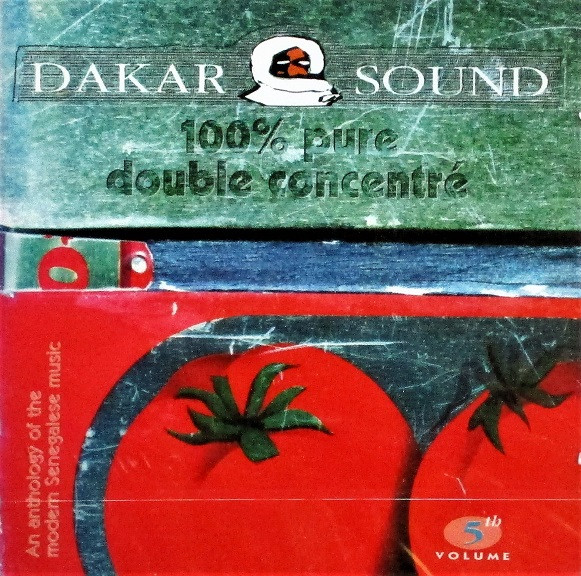 DAKAR SOUND
100% pure
double concentré
An anthology of the
modern Senegalese music
5th
VOLUME